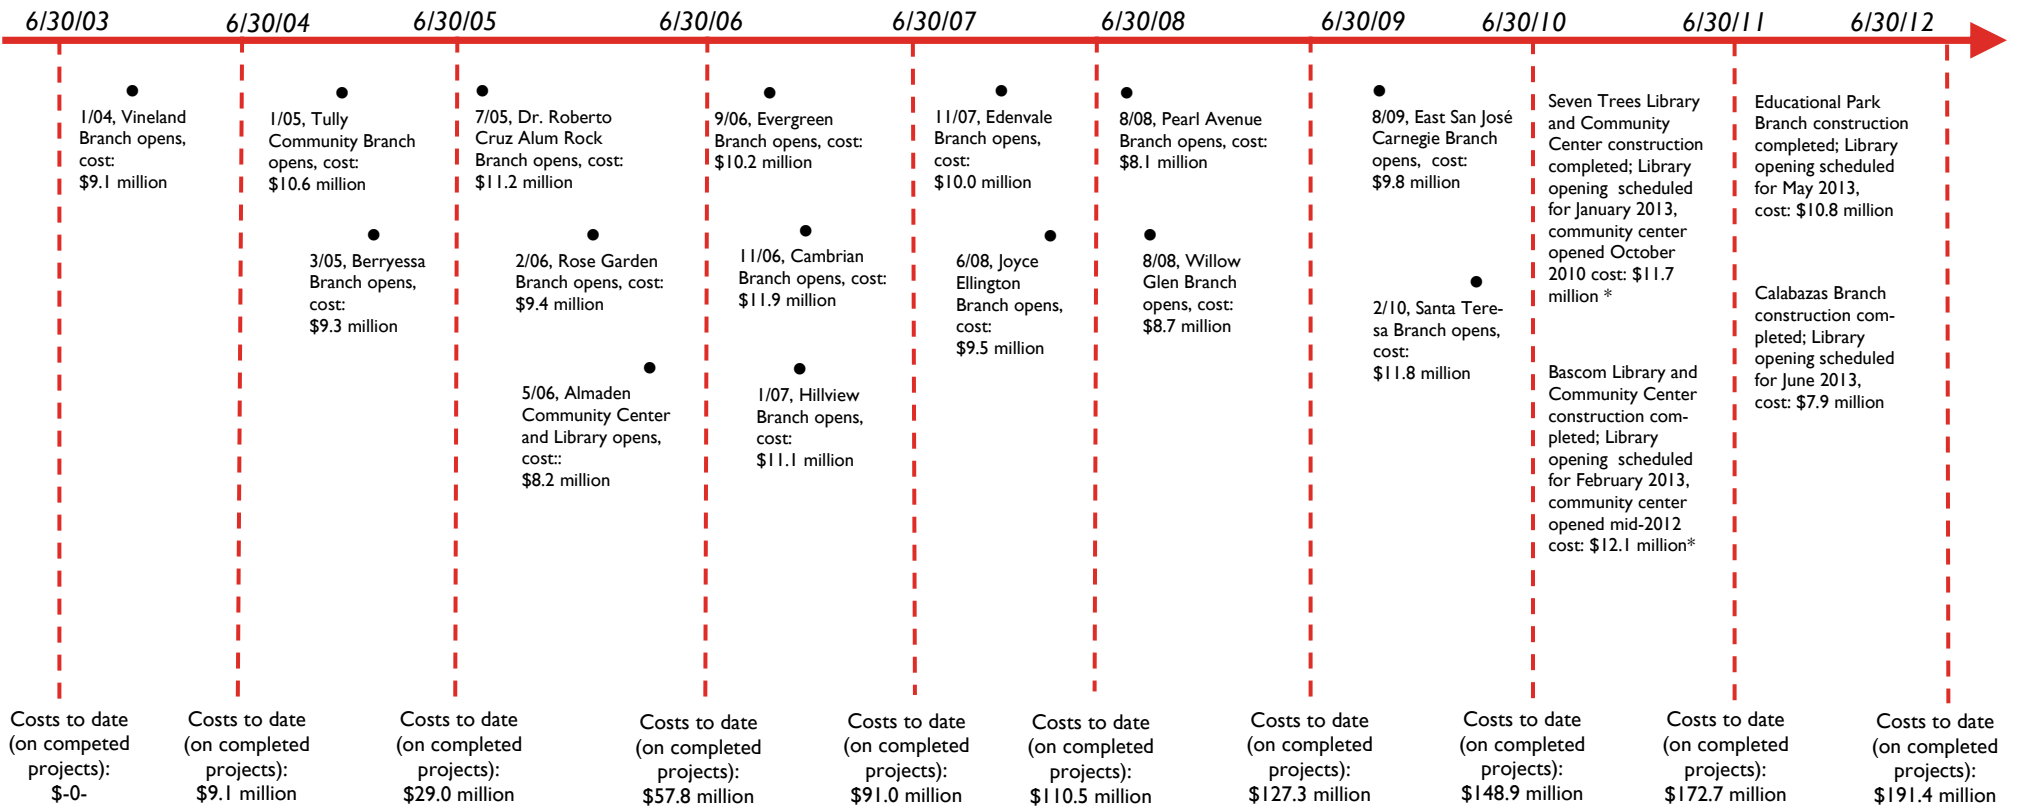 6/30/03
6/30/04
6/30/05
6/30/06
6/30/07
6/30/08
6/30/09
6/30/10
6/30/11
6/30/12
1/04, Vineland
Branch opens,
cost:
$9.1 million
1/05, Tully
Community Branch
opens, cost:
$10.6 million
3/05, Berryessa
Branch opens,
cost:
$9.3 million
7/05, Dr. Roberto
Cruz Alum Rock
Branch opens, cost:
$11.2 million
2/06, Rose Garden
Branch opens, cost:
$9.4 million
5/06, Almaden
Community Center
and Library opens,
cost::
$8.2 million
9/06, Evergreen
Branch opens, cost:
$10.2 million
11/06, Cambrian
Branch opens, cost:
$11.9 million
1/07, Hillview
Branch opens,
cost:
$11.1 million
11/07, Edenvale
Branch opens,
cost:
$10.0 million
6/08, Joyce
Ellington
Branch opens,
cost:
$9.5 million
8/08, Pearl Avenue
Branch opens, cost:
$8.1 million
8/08, Willow
Glen Branch
opens, cost:
$8.7 million
8/09, East San José
Carnegie Branch
opens,  cost:
$9.8 million
2/10, Santa Tere-
sa Branch opens,
cost:
$11.8 million
Seven Trees Library
and Community
Center construction
completed; Library
opening  scheduled
for January 2013,
community center
opened October
2010 cost: $11.7
million *
Bascom Library and
Community Center
construction com-
pleted; Library
opening  scheduled
for February 2013,
community center
opened mid-2012
cost: $12.1 million*
Educational Park
Branch construction
completed; Library
opening scheduled
for May 2013,
cost: $10.8 million
Calabazas Branch
construction com-
pleted; Library
opening scheduled
for June 2013,
cost: $7.9 million
Costs to date
(on competed
projects):
$-0-
Costs to date
(on completed
projects):
$9.1 million
Costs to date
(on completed
projects):
$29.0 million
Costs to date
(on completed
projects):
$57.8 million
Costs to date
(on completed
projects):
$91.0 million
Costs to date
(on completed
projects):
$110.5 million
Costs to date
(on completed
projects):
$127.3 million
Costs to date
(on completed
projects):
$148.9 million
Costs to date
(on completed
projects):
$172.7 million
Costs to date
(on completed
projects):
$191.4 million